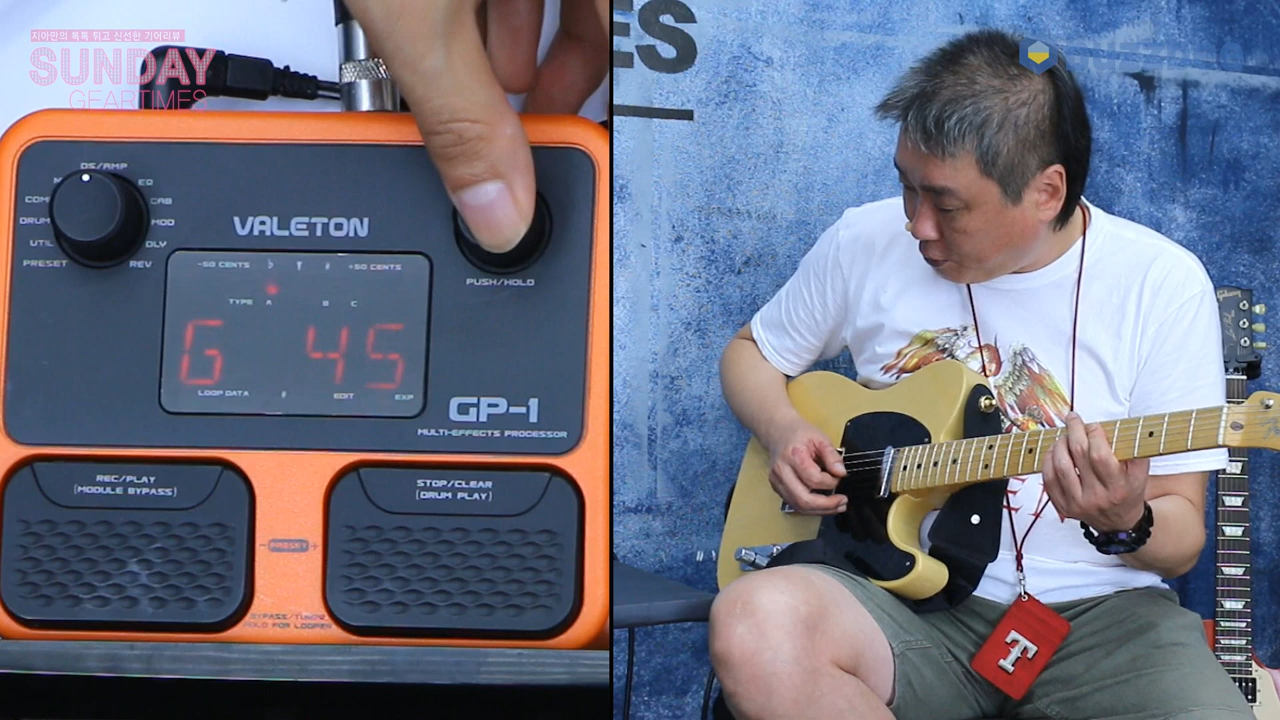 지아만의 톡톡 튀고 신선한 기어리뷰
SUNDAY
GEARTIMES
DS/AMP
EQ
CAB
MOD
DLY
REV
COMP
DRUM
UTIL
PRESET
VALETON
PUSH/HOLD
-50 CENTS ♭ ♯ +50 CENTS
TYPE A B C
G 45
LOOP DATA # EDIT EXP
GP-1
MULTI-EFFECTS PROCESSOR
REC/PLAY
(MODULE BYPASS)
STOP/CLEAR
(DRUM PLAY)
- PRESET +
BYPASS/TUNER
HOLD FOR LOOPER
ES
Gibson
T